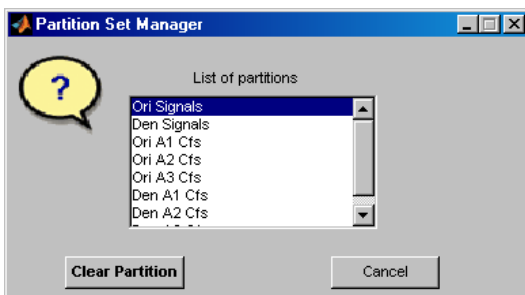 Partition Set Manager
?
List of partitions
Ori Signals
Den Signals
Ori A1 Cfs
Ori A2 Cfs
Ori A3 Cfs
Den A1 Cfs
Den A2 Cfs
Clear Partition
Cancel